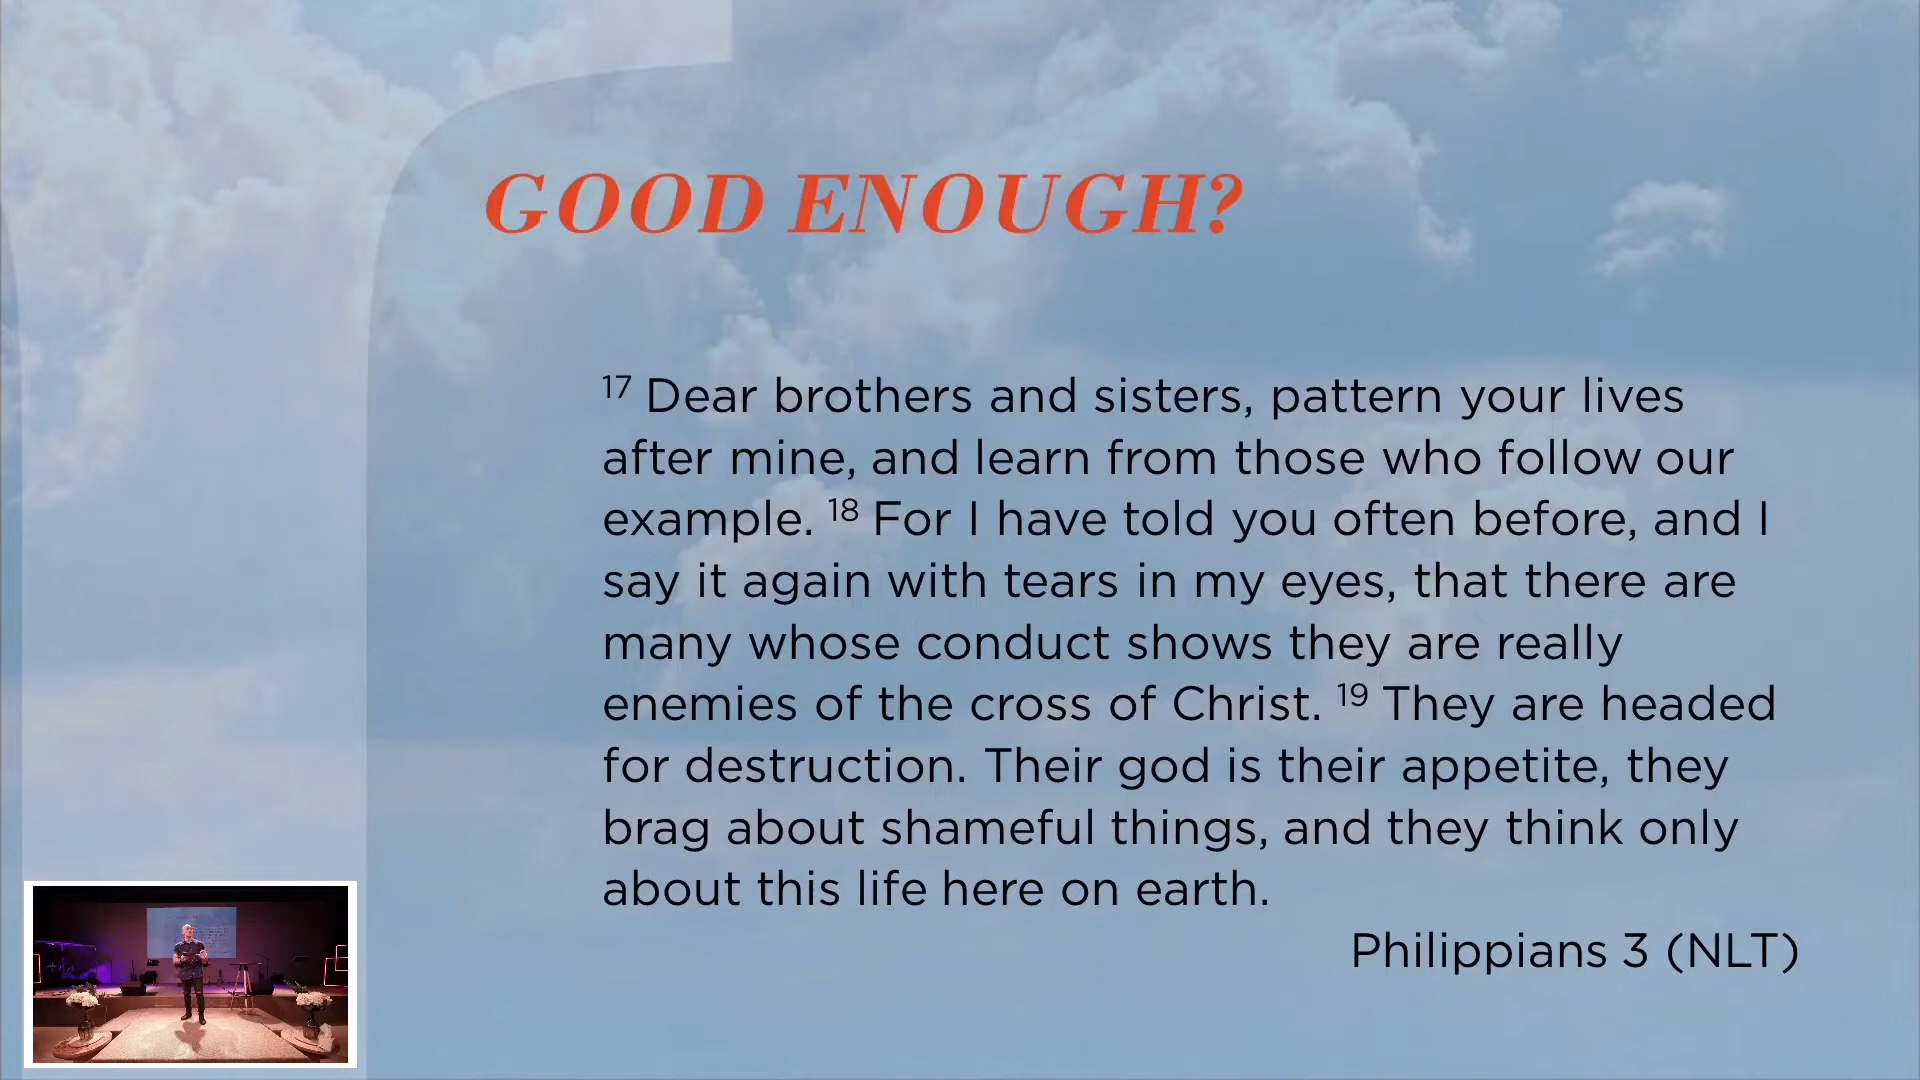 GOOD ENOUGH?
17 Dear brothers and sisters, pattern your lives
after mine, and learn from those who follow our
example. 18 For I have told you often before, and I
say it again with tears in my eyes, that there are
many whose conduct shows they are really
enemies of the cross of Christ. 19 They are headed
for destruction. Their god is their appetite, they
brag about shameful things, and they think only
about this life here on earth.
Philippians 3 (NLT)